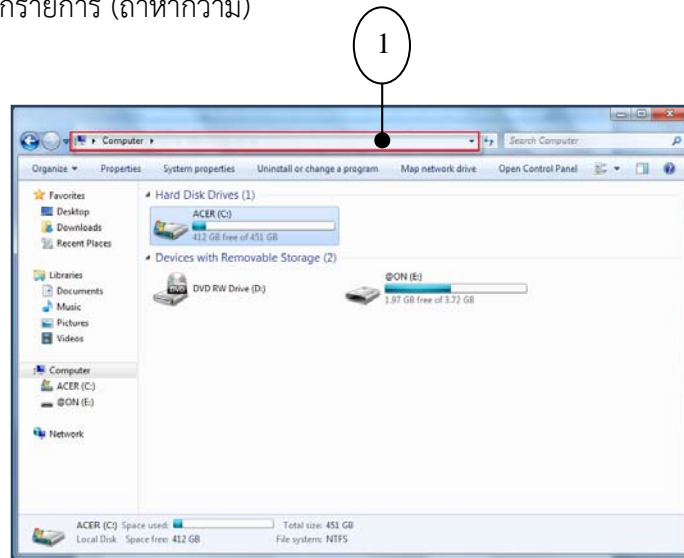 กรายการ (ถ้าหากความ)
1
Computer
Search Computer
Organize Properties System properties Uninstall or change a program Map network drive Open Control Panel
Favorites
Desktop
Downloads
Recent Places
Libraries
Documents
Music
Pictures
Videos
Computer
ACER (C:)
@ON (E:)
Network
Hard Disk Drives (1)
ACER (C:)
412 GB free of 451 GB
Devices with Removable Storage (2)
DVD RW Drive (D:)
@ON (E:)
1.97 GB free of 3.72 GB
ACER (C:) Space used: Total size: 451 GB
Local Disk Space free: 412 GB File system: NTFS